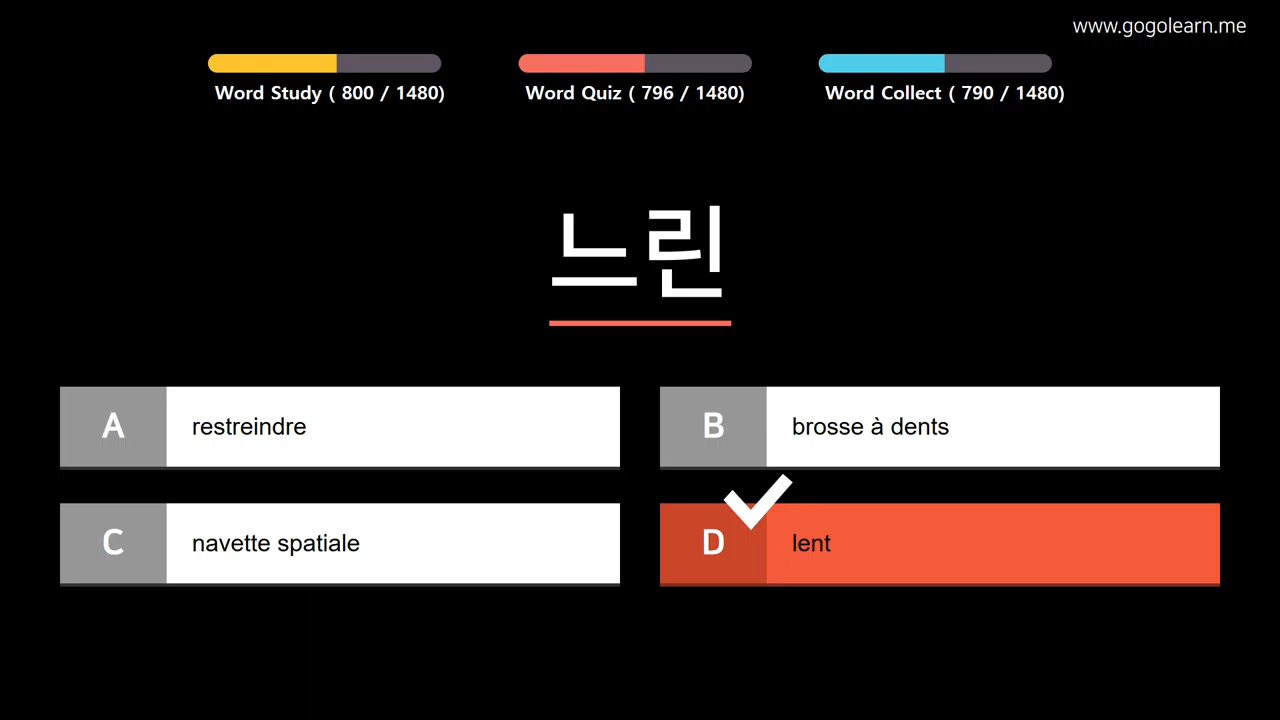 www.gogolearn.me
Word Study ( 800 / 1480)
Word Quiz ( 796 / 1480)
Word Collect ( 790 / 1480)
느린
A restreindre
B brosse à dents
C navette spatiale
D lent